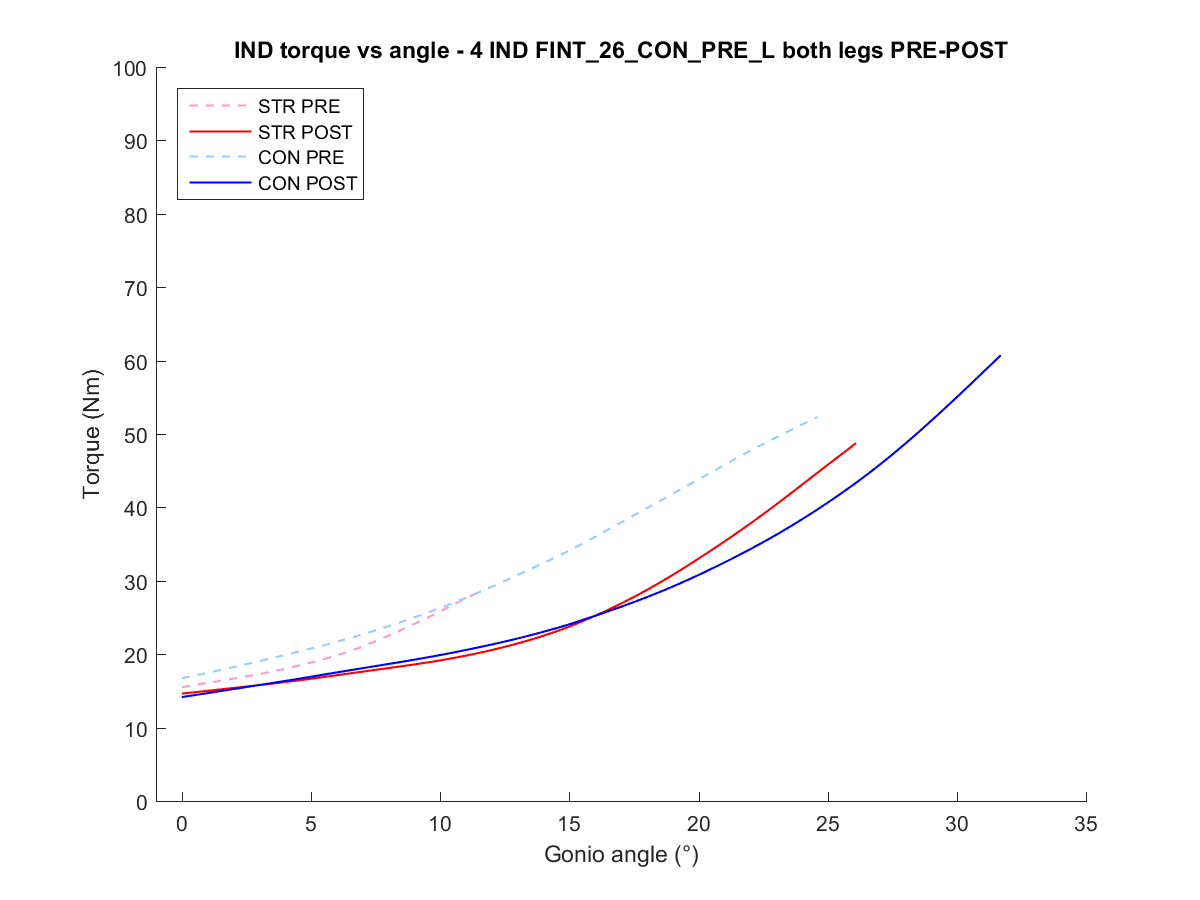 IND torque vs angle - 4 IND FINT_26_CON_PRE_L both legs PRE-POST
100
90
80
70
60
50
40
30
20
10
0
Torque (Nm)
STR PRE
STR POST
CON PRE
CON POST
0 5 10 15 20 25 30 35
Gonio angle (°)